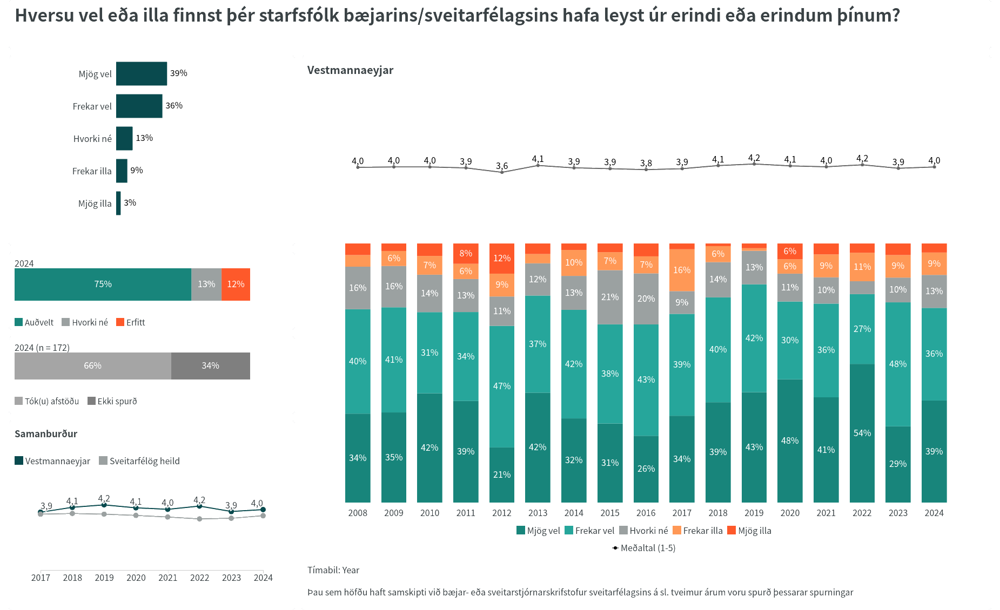 Hversu vel eða illa finnst þér starfsfólk bæjarins/sveitarfélagsins hafa leyst úr erindi eða erindum þínum?
Mjög vel 39%
Frekar vel 36%
Hvorki né 13%
Frekar illa 9%
Mjög illa 3%
2024
75% 13% 12%
Auðvelt Hvorki né Erfitt
2024 (n = 172)
66% 34%
Tók(u) afstöðu Ekki spurð
Samanburður
Vestmannaeyjar Sveitarfélög heild
3,9 4,1 4,2 4,1 4,0 4,2 3,9 4,0
2017 2018 2019 2020 2021 2022 2023 2024
Vestmannaeyjar
4,0 4,0 4,0 3,9 3,6 4,1 3,9 3,9 3,8 3,9 4,1 4,2 4,1 4,0 4,2 3,9 4,0
8% 12% 6%
6% 7% 6% 9% 10% 7% 7% 16% 6% 6% 9% 11% 9% 9%
16% 16% 14% 13% 11% 12% 13% 21% 20% 9% 14% 13% 11% 10% 10% 13%
40% 41% 31% 34% 47% 37% 42% 38% 43% 39% 40% 42% 30% 36% 27% 48% 36%
34% 35% 42% 39% 21% 42% 32% 31% 26% 34% 39% 43% 48% 41% 54% 29% 39%
2008 2009 2010 2011 2012 2013 2014 2015 2016 2017 2018 2019 2020 2021 2022 2023 2024
Mjög vel Frekar vel Hvorki né Frekar illa Mjög illa
Meðaltal (1-5)
Tímabil: Year
Þau sem höfðu haft samskipti við bæjar- eða sveitarstjórnarskrifstofur sveitarfélagsins á sl. tveimur árum voru spurð þessarar spurningar